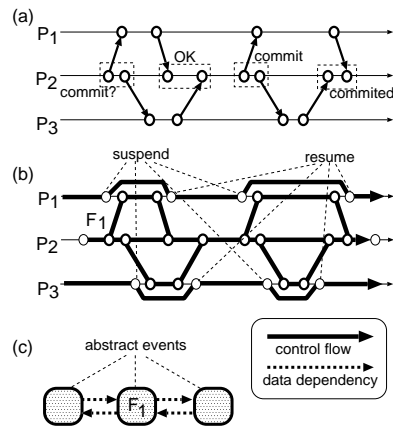 (a)
P1
OK
commit
P2
commit?
commited
P3
(b)
suspend
resume
P1
F1
P2
P3
(c)
abstract events
F1
control flow
data dependency